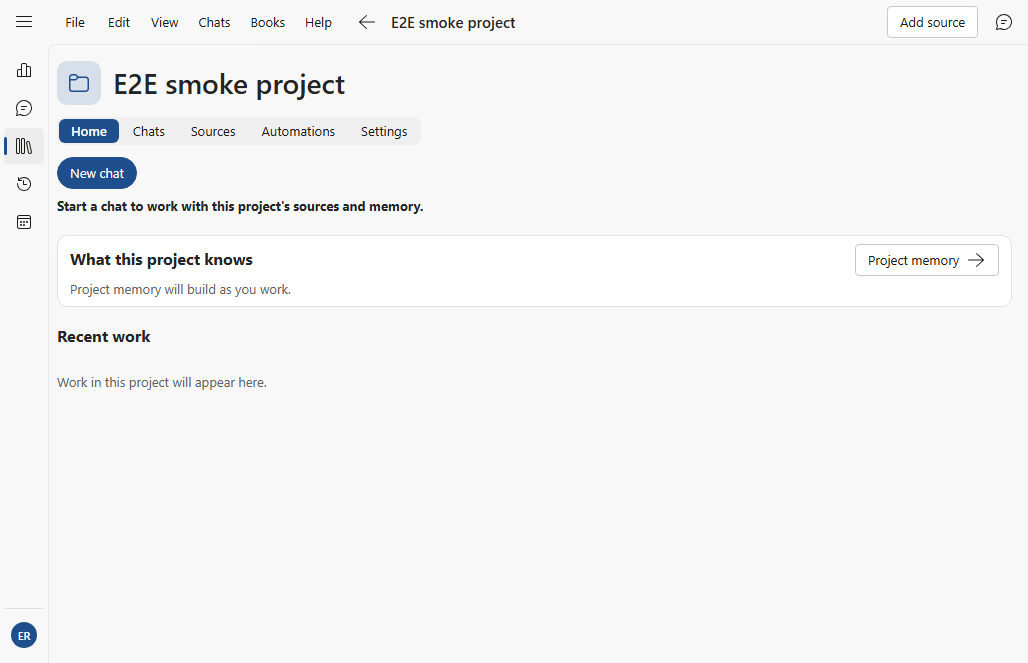 File Edit View Chats Books Help E2E smoke project Add source
E2E smoke project
Home Chats Sources Automations Settings
New chat
Start a chat to work with this project's sources and memory.
What this project knows Project memory
Project memory will build as you work.
Recent work
Work in this project will appear here.
ER